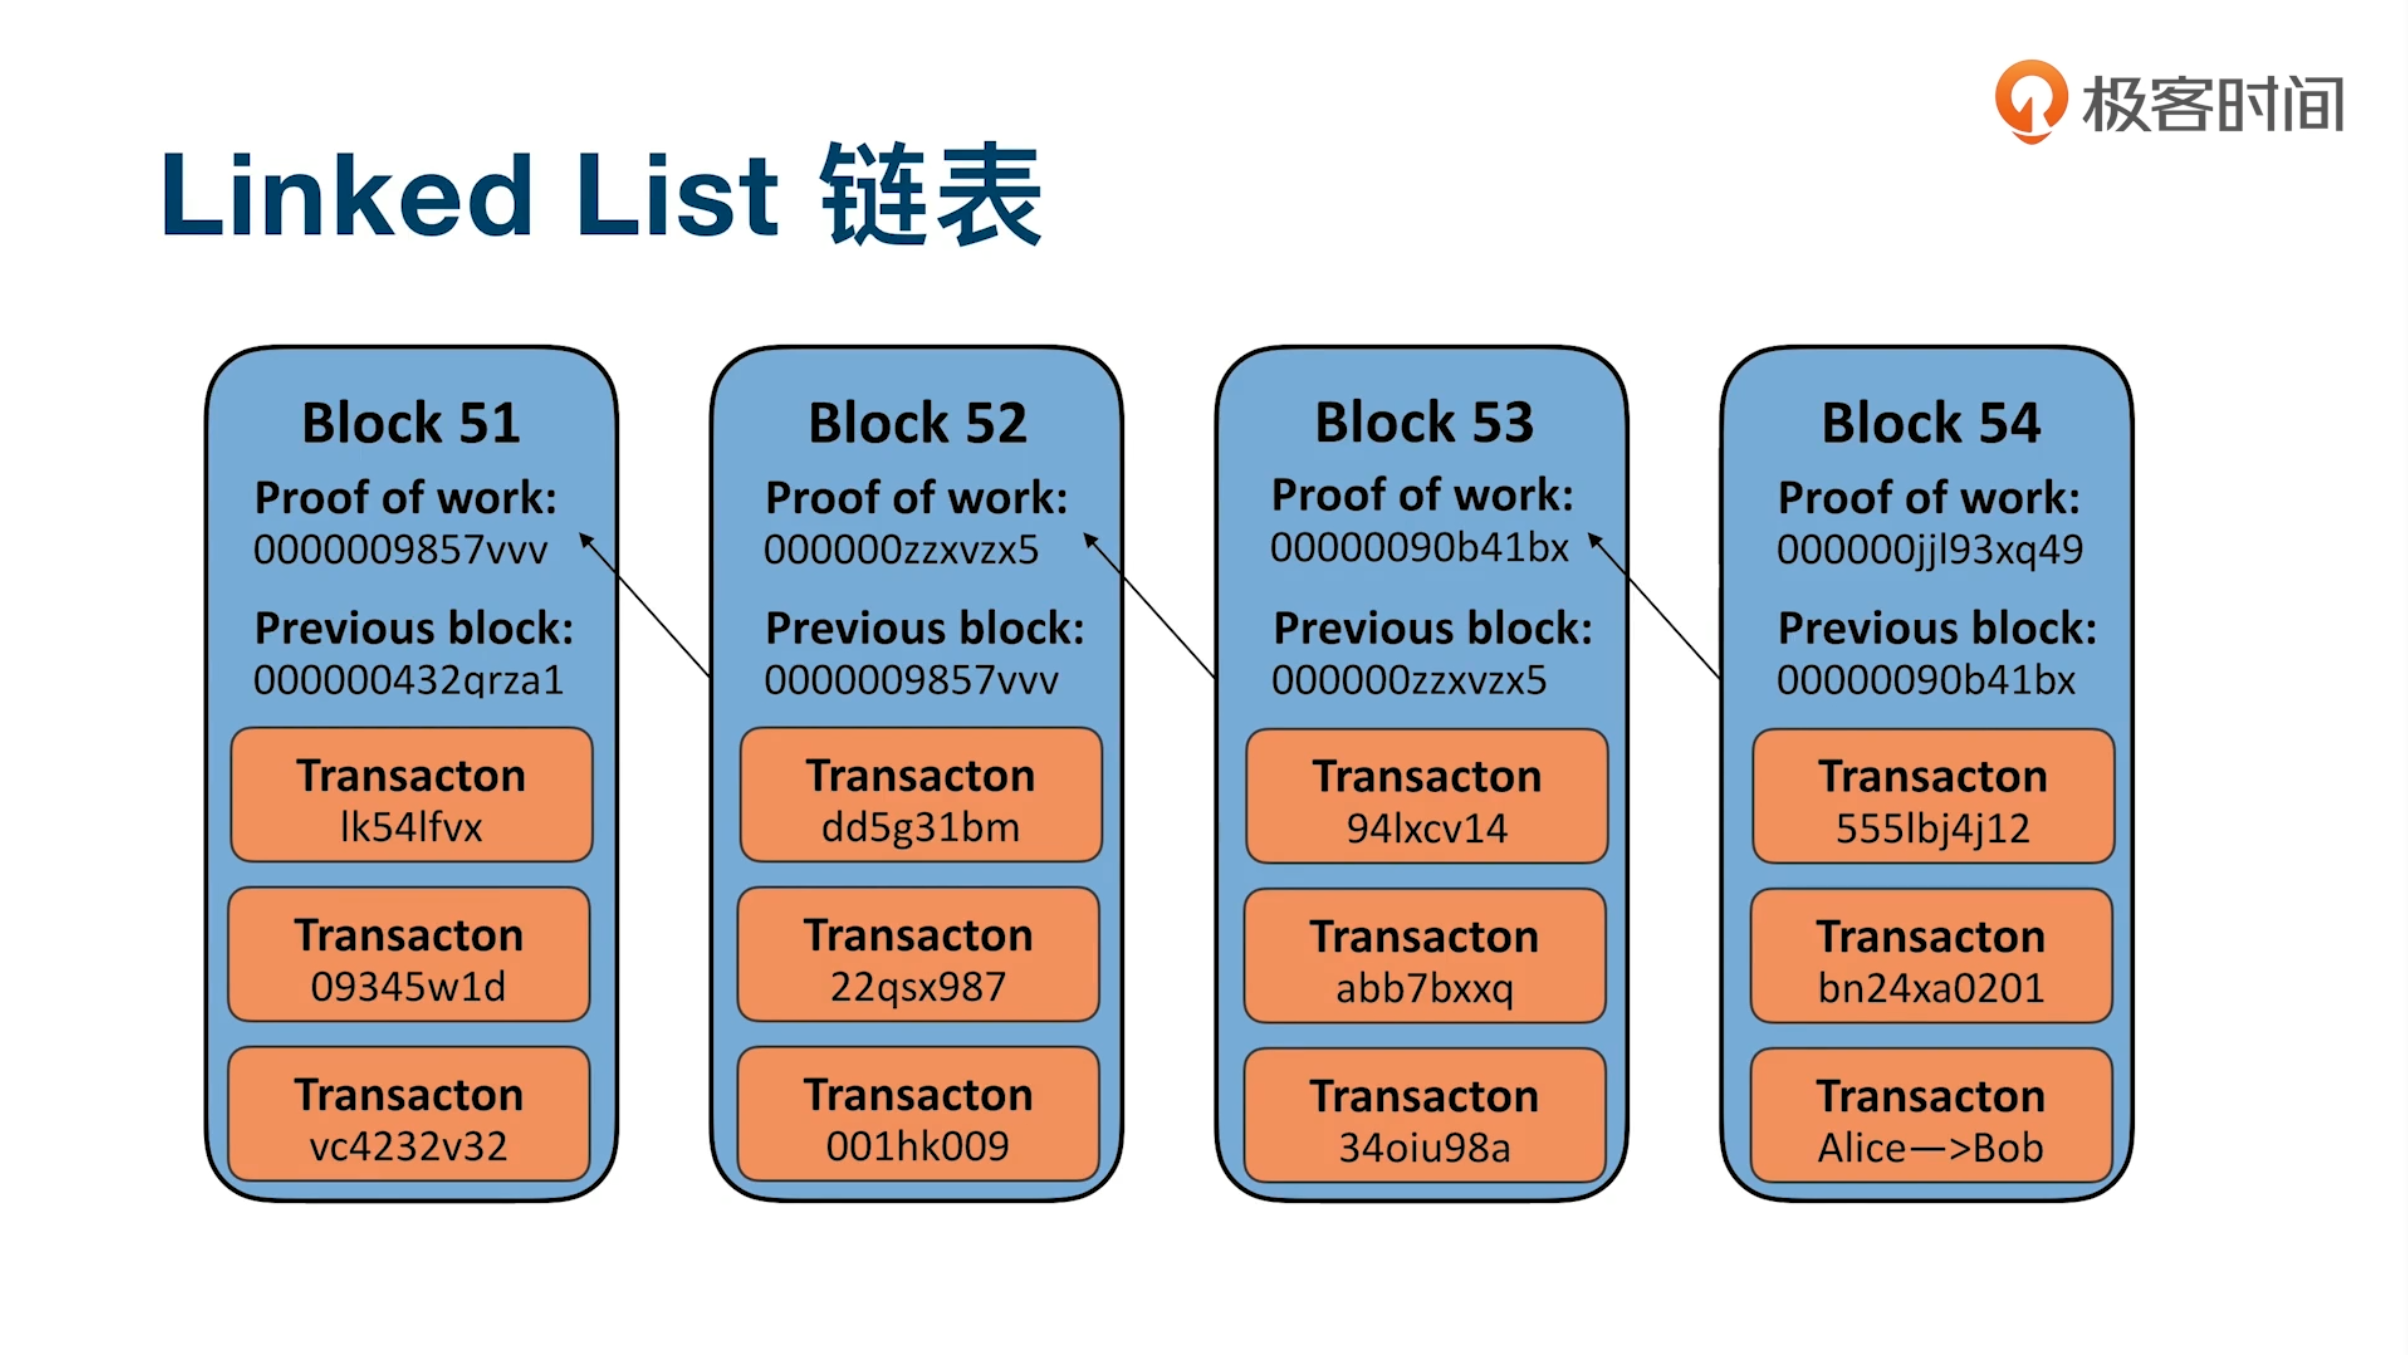 极客时间
Linked List 链表
Block 51
Proof of work:
0000009857vvv
Previous block:
000000432qrza1
Transacton
lk54lfvx
Transacton
09345w1d
Transacton
vc4232v32
Block 52
Proof of work:
000000zzxvzx5
Previous block:
0000009857vvv
Transacton
dd5g31bm
Transacton
22qsx987
Transacton
001hk009
Block 53
Proof of work:
00000090b41bx
Previous block:
000000zzxvzx5
Transacton
94lxcv14
Transacton
abb7bxxq
Transacton
34oiu98a
Block 54
Proof of work:
000000jjl93xq49
Previous block:
00000090b41bx
Transacton
555lbj4j12
Transacton
bn24xa0201
Transacton
Alice—>Bob